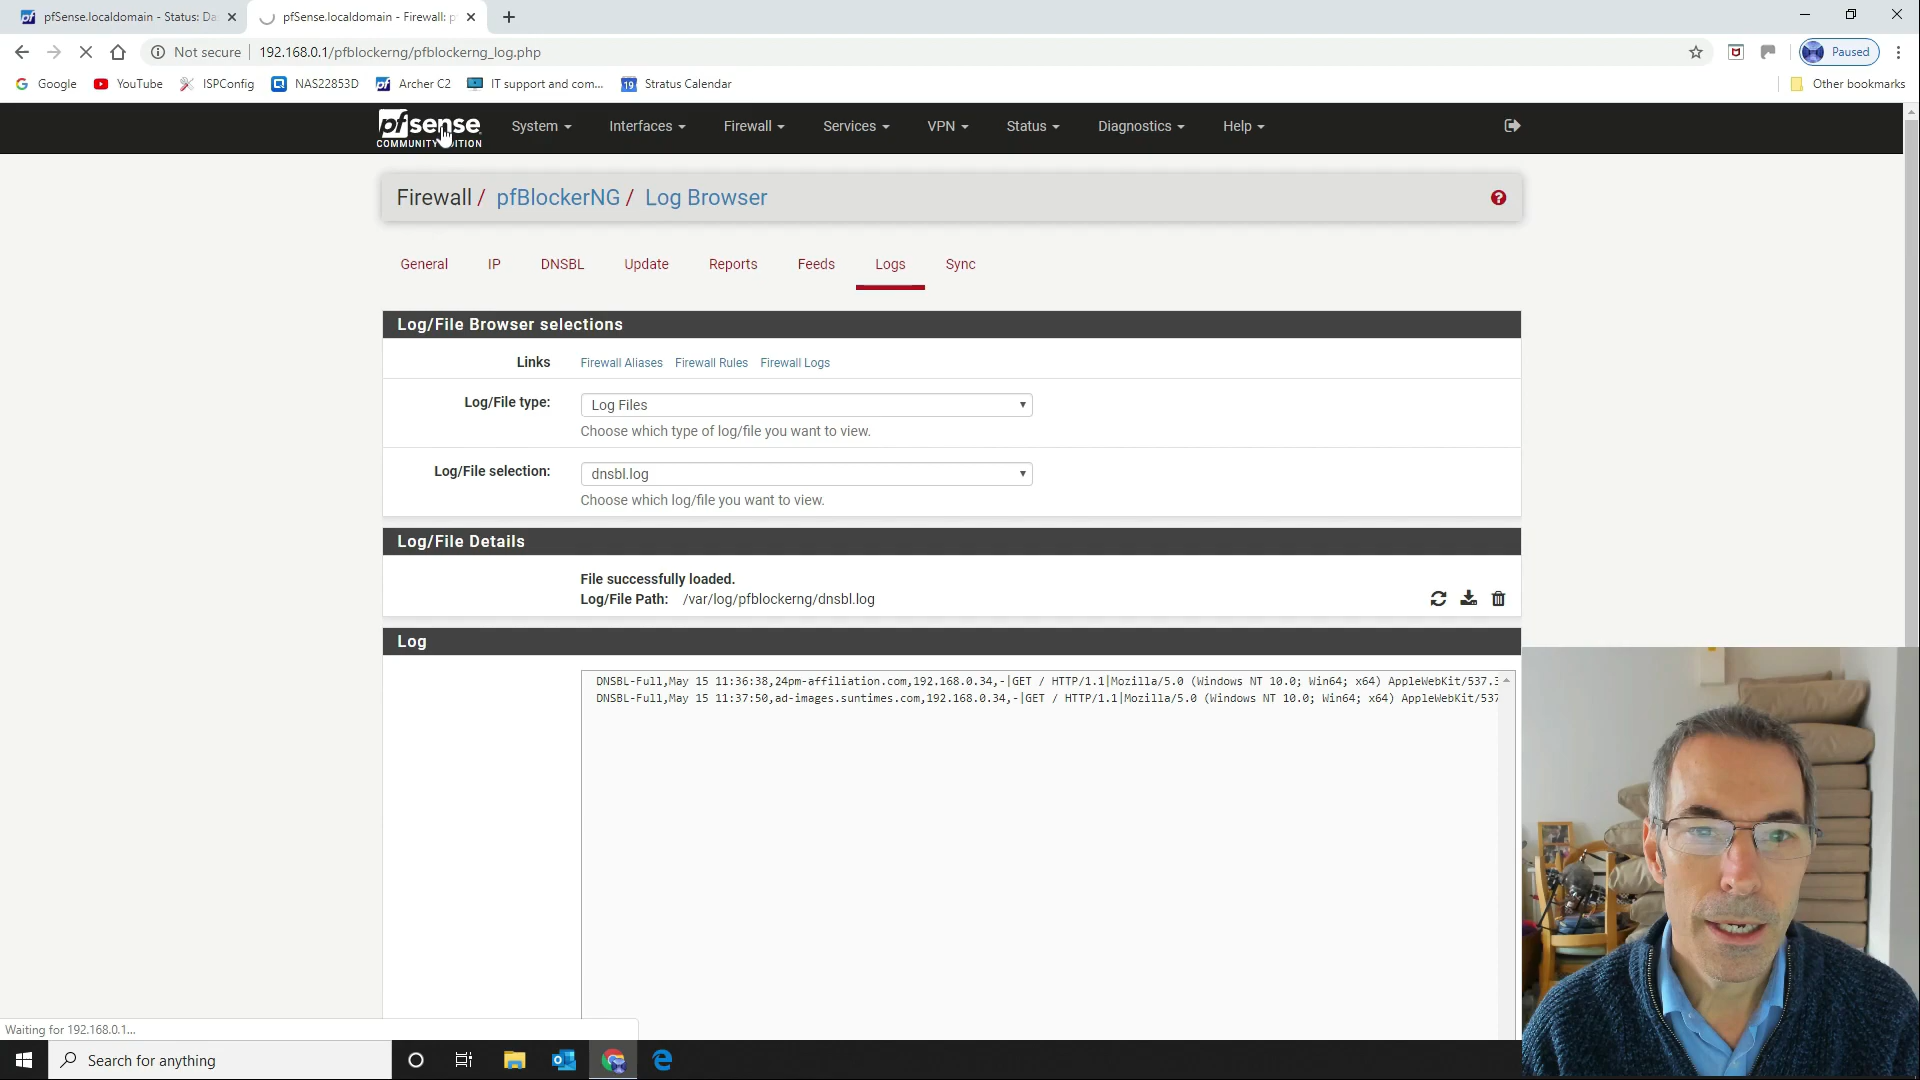 pfSense.localdomain - Status: Da
pfSense.localdomain - Firewall: p
Not secure
192.168.0.1/pfblockerng/pfblockerng_log.php
Paused
Google
YouTube
ISPConfig
NAS22853D
Archer C2
IT support and com...
Stratus Calendar
Other bookmarks
pfsense
COMMUNITY EDITION
System
Interfaces
Firewall
Services
VPN
Status
Diagnostics
Help
Firewall / pfBlockerNG / Log Browser
General
IP
DNSBL
Update
Reports
Feeds
Logs
Sync
Log/File Browser selections
Links
Firewall Aliases Firewall Rules Firewall Logs
Log/File type:
Log Files
Choose which type of log/file you want to view.
Log/File selection:
dnsbl.log
Choose which log/file you want to view.
Log/File Details
File successfully loaded.
Log/File Path: /var/log/pfblockerng/dnsbl.log
Log
DNSBL-Full,May 15 11:36:38,24pm-affiliation.com,192.168.0.34,-|GET / HTTP/1.1|Mozilla/5.0 (Windows NT 10.0; Win64; x64) AppleWebKit/537.3
DNSBL-Full,May 15 11:37:50,ad-images.suntimes.com,192.168.0.34,-|GET / HTTP/1.1|Mozilla/5.0 (Windows NT 10.0; Win64; x64) AppleWebKit/537
Waiting for 192.168.0.1...
Search for anything